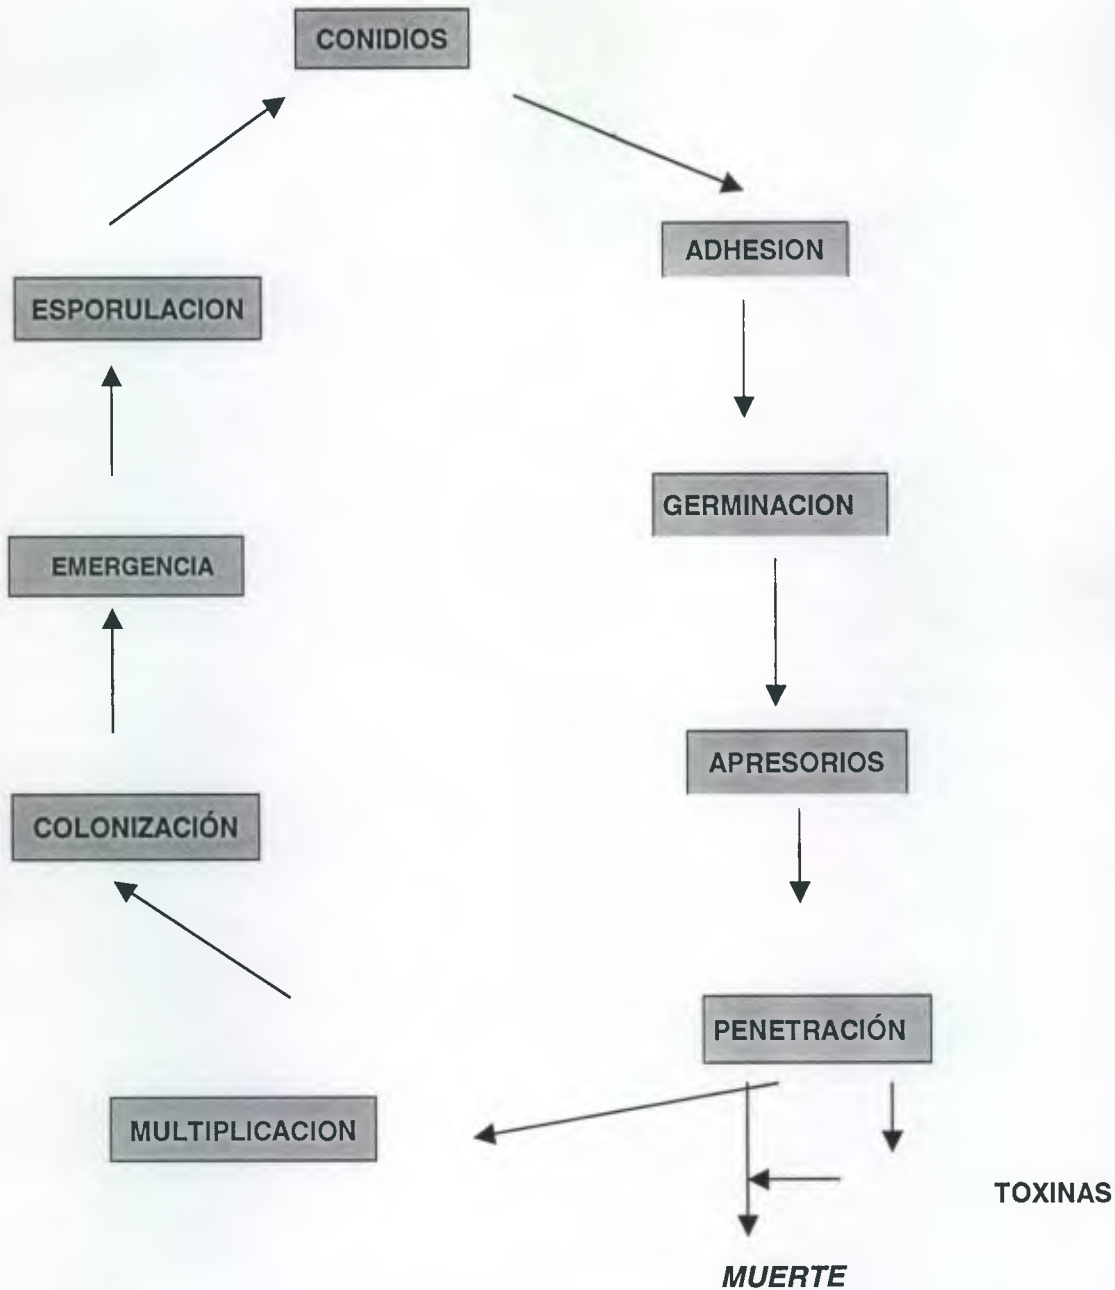 CONIDIOS
ADHESION
ESPORULACION
GERMINACION
EMERGENCIA
APRESORIOS
COLONIZACIÓN
PENETRACIÓN
MULTIPLICACION
TOXINAS
MUERTE